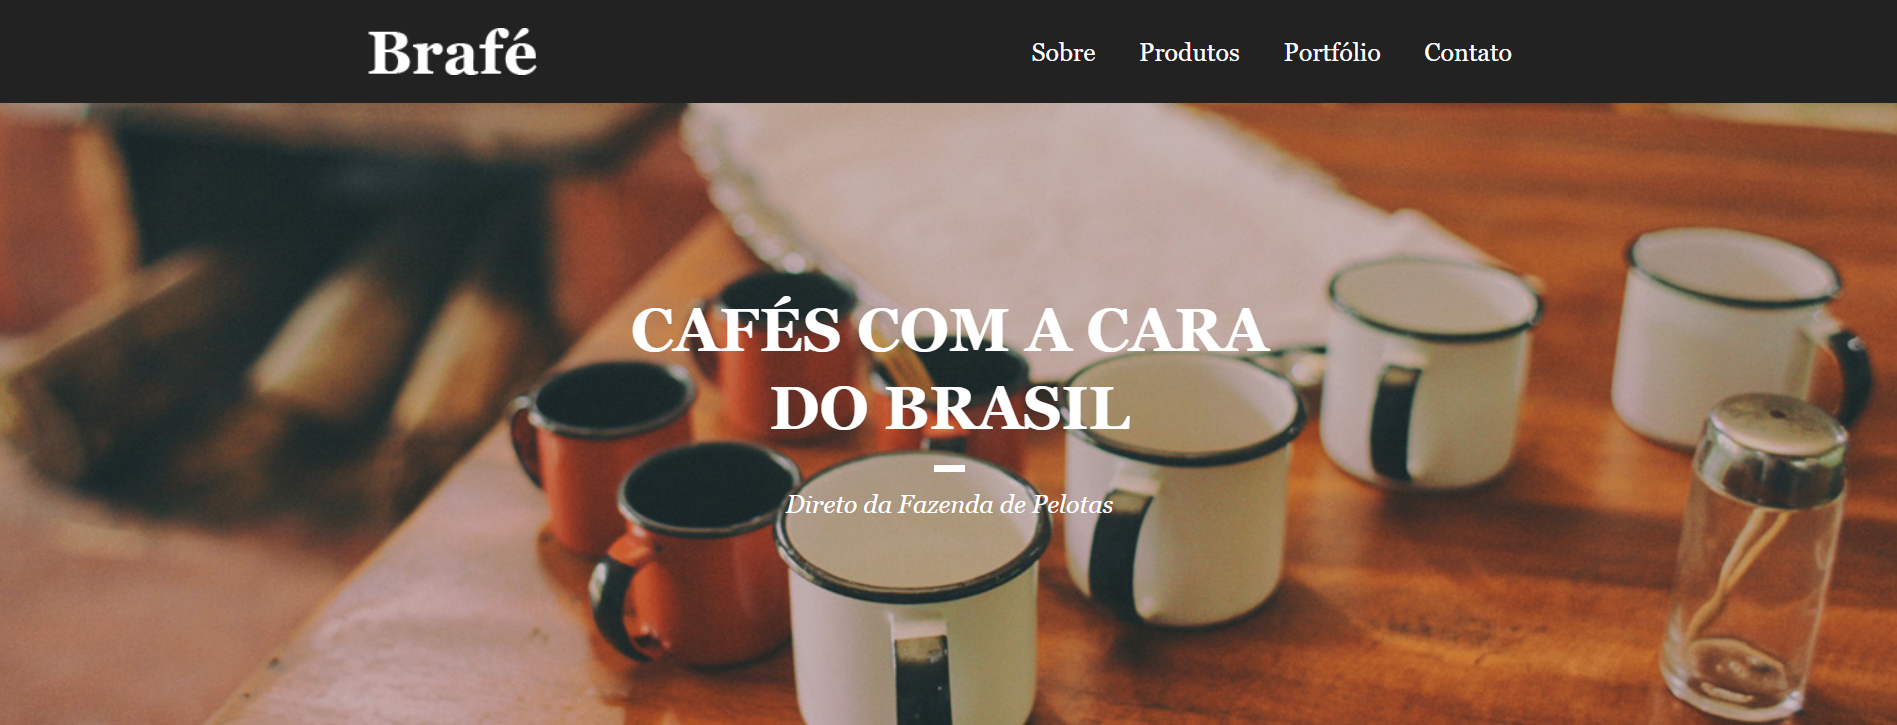 Brafé
Sobre Produtos Portfólio Contato
CAFÉS COM A CARA
DO BRASIL
Direto da Fazenda de Pelotas